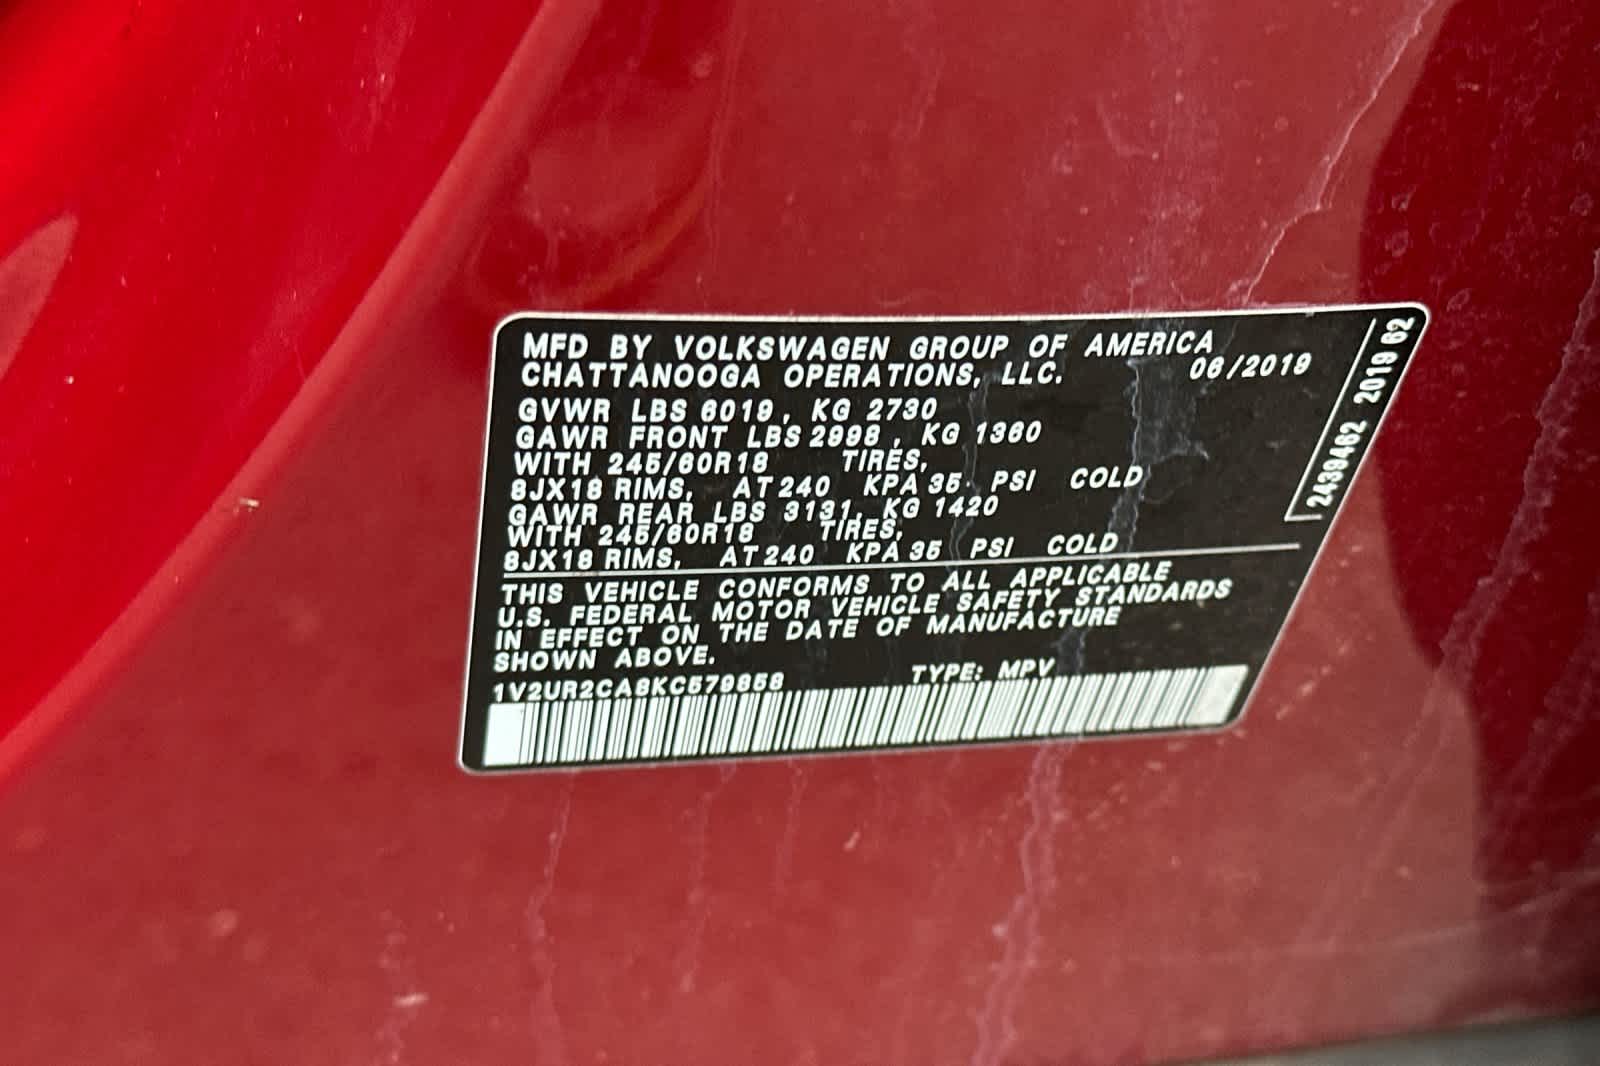 MFD BY VOLKSWAGEN GROUP OF AMERICA
CHATTANOOGA OPERATIONS, LLC. 06/2019
GVWR LBS 6019, KG 2730
GAWR FRONT LBS 2998, KG 1360
WITH 245/60R18 TIRES,
8JX18 RIMS, AT 240 KPA 35 PSI COLD
GAWR REAR LBS 3131, KG 1420
WITH 245/60R18 TIRES,
8JX18 RIMS, AT 240 KPA 35 PSI COLD
THIS VEHICLE CONFORMS TO ALL APPLICABLE
U.S. FEDERAL MOTOR VEHICLE SAFETY STANDARDS
IN EFFECT ON THE DATE OF MANUFACTURE
SHOWN ABOVE.
1V2UR2CA8KC579858 TYPE: MPV
2439462 2019 62